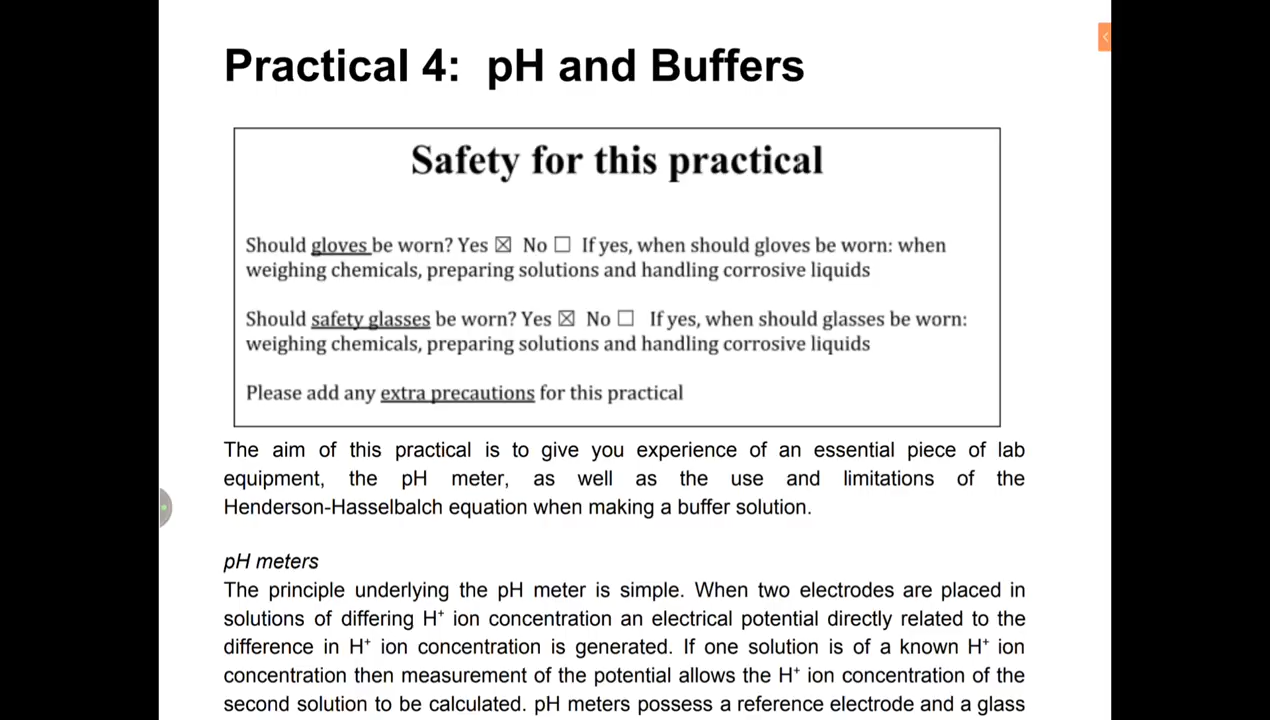 Practical 4: pH and Buffers
Safety for this practical
Should gloves be worn? Yes ☒ No ☐ If yes, when should gloves be worn: when
weighing chemicals, preparing solutions and handling corrosive liquids
Should safety glasses be worn? Yes ☒ No ☐ If yes, when should glasses be worn:
weighing chemicals, preparing solutions and handling corrosive liquids
Please add any extra precautions for this practical
The aim of this practical is to give you experience of an essential piece of lab
equipment, the pH meter, as well as the use and limitations of the
Henderson-Hasselbalch equation when making a buffer solution.
pH meters
The principle underlying the pH meter is simple. When two electrodes are placed in
solutions of differing H⁺ ion concentration an electrical potential directly related to the
difference in H⁺ ion concentration is generated. If one solution is of a known H⁺ ion
concentration then measurement of the potential allows the H⁺ ion concentration of the
second solution to be calculated. pH meters possess a reference electrode and a glass